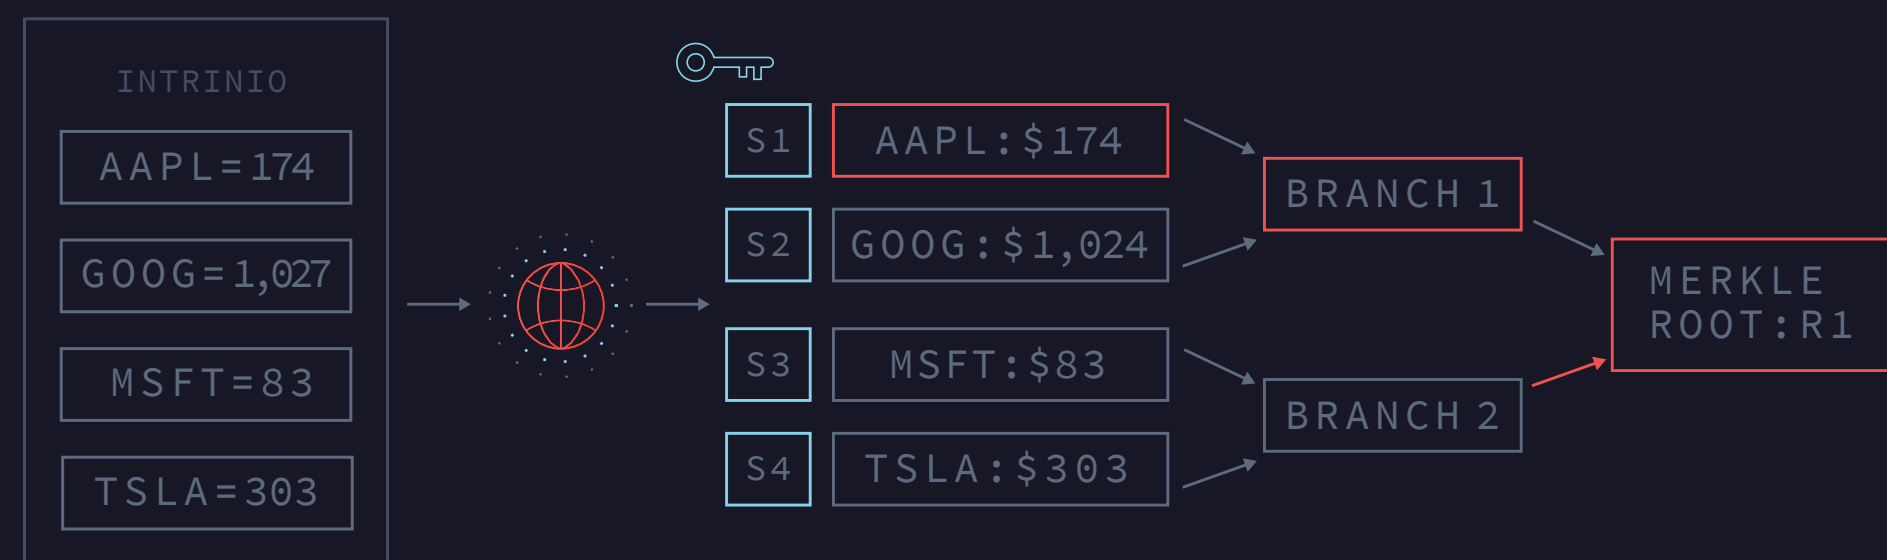 INTRINIO
AAPL=174
GOOG=1,027
MSFT=83
TSLA=303
S1
AAPL:$174
S2
GOOG:$1,024
S3
MSFT:$83
S4
TSLA:$303
BRANCH 1
BRANCH 2
MERKLE
ROOT:R1